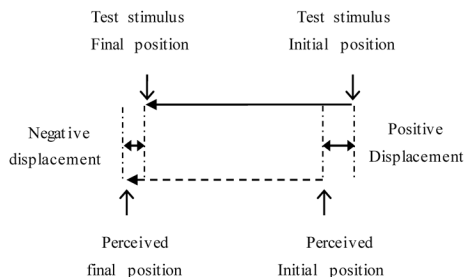 Test stimulus
Final position
Test stimulus
Initial position
Negative
displacement
Positive
Displacement
Perceived
final position
Perceived
Initial position